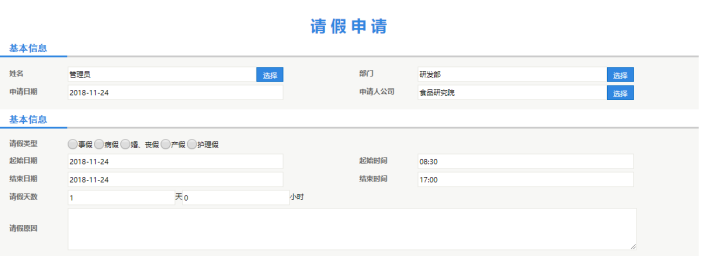 请假申请
基本信息
姓名 管理员 选择 部门 研发部 选择
申请日期 2018-11-24 申请人公司 食品研究院 选择
基本信息
请假类型 事假 病假 婚、丧假 产假 护理假
起始日期 2018-11-24 起始时间 08:30
结束日期 2018-11-24 结束时间 17:00
请假天数 1 天 0 小时
请假原因